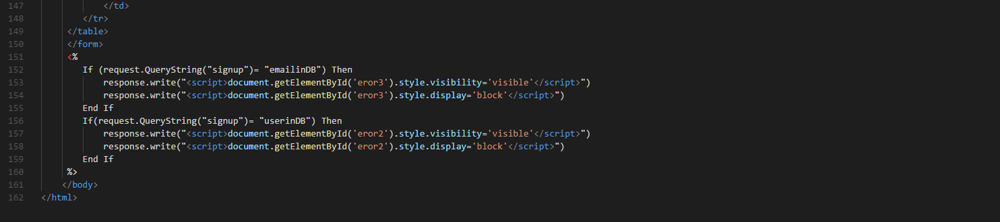 147 </td>
148 </tr>
149 </table>
150 </form>
151 <%
152 If (request.QueryString("signup")= "emailinDB") Then
153 response.write("<script>document.getElementById('eror3').style.visibility='visible'</script>")
154 response.write("<script>document.getElementById('eror3').style.display='block'</script>")
155 End If
156 If(request.QueryString("signup")= "userinDB") Then
157 response.write("<script>document.getElementById('eror2').style.visibility='visible'</script>")
158 response.write("<script>document.getElementById('eror2').style.display='block'</script>")
159 End If
160 %>
161 </body>
162 </html>